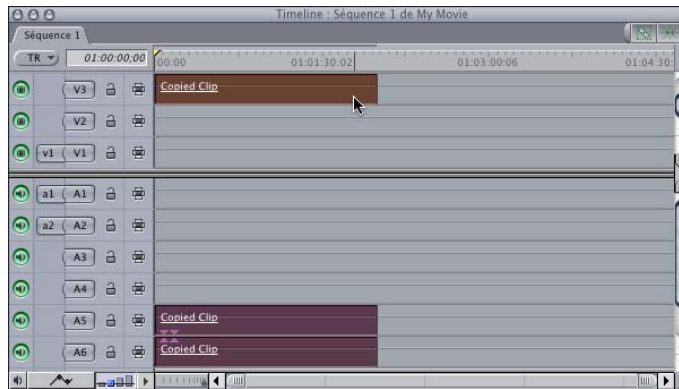 Timeline : Séquence 1 de My Movie
Séquence 1
TR 01:00:00;00
00:00 01:01:30:02 01:03:00:06 01:04:30:
V3 Copied Clip
V2
v1 V1
a1 A1
a2 A2
A3
A4
A5 Copied Clip
A6 Copied Clip